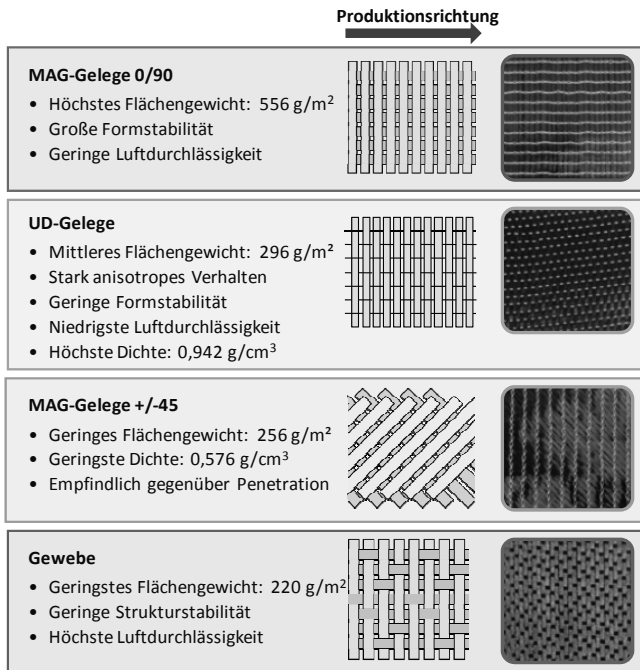 Produktionsrichtung
MAG-Gelege 0/90
• Höchstes Flächengewicht: 556 g/m²
• Große Formstabilität
• Geringe Luftdurchlässigkeit
UD-Gelege
• Mittleres Flächengewicht: 296 g/m²
• Stark anisotropes Verhalten
• Geringe Formstabilität
• Niedrigste Luftdurchlässigkeit
• Höchste Dichte: 0,942 g/cm³
MAG-Gelege +/-45
• Geringes Flächengewicht: 256 g/m²
• Geringste Dichte: 0,576 g/cm³
• Empfindlich gegenüber Penetration
Gewebe
• Geringstes Flächengewicht: 220 g/m²
• Geringe Strukturstabilität
• Höchste Luftdurchlässigkeit